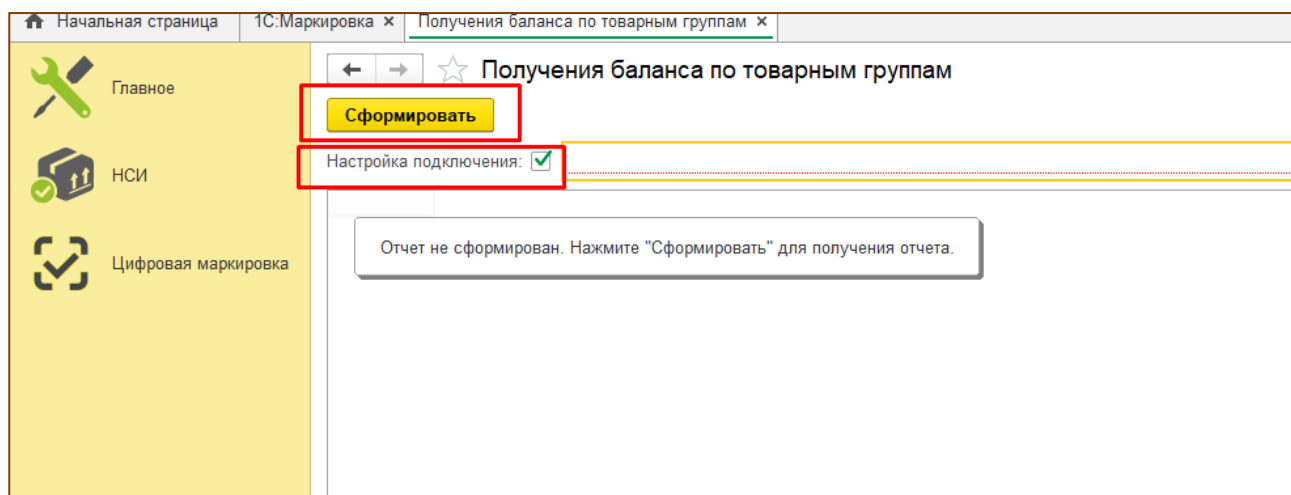 Начальная страница 1С:Маркировка × Получения баланса по товарным группам ×
Получения баланса по товарным группам
Главное
Сформировать
Настройка подключения:
НСИ
Отчет не сформирован. Нажмите "Сформировать" для получения отчета.
Цифровая маркировка